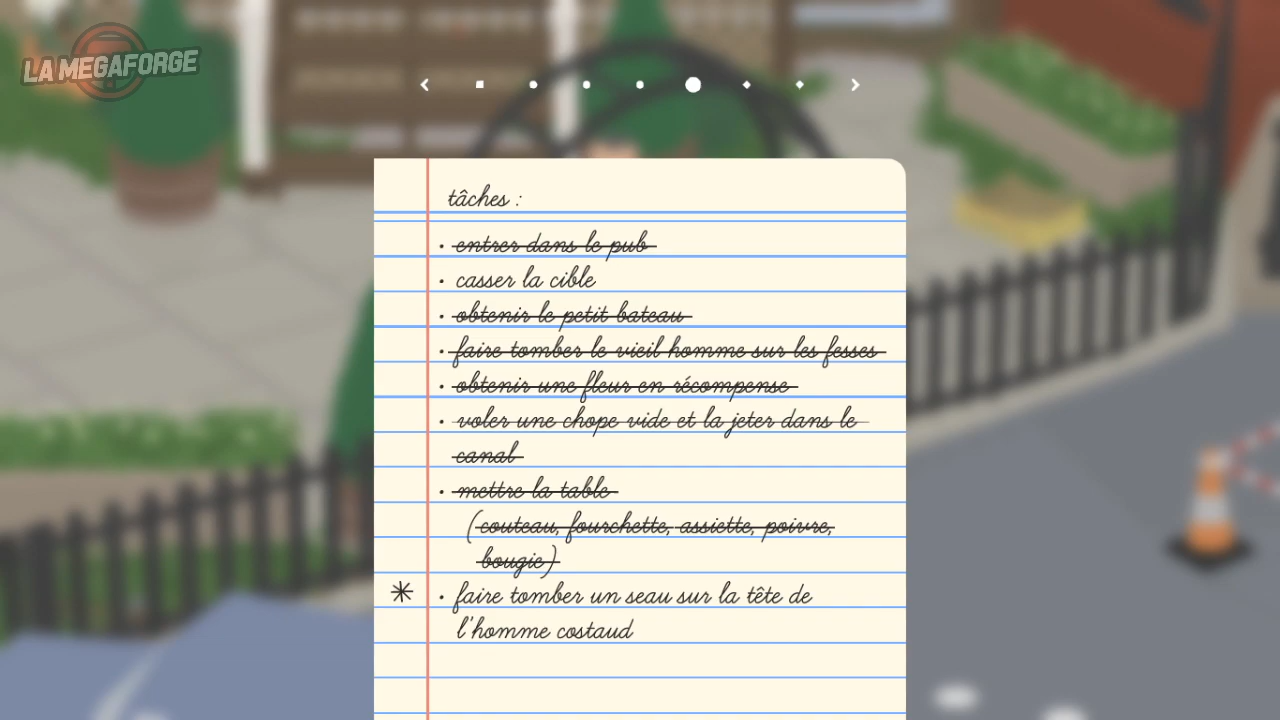 LA MEGAFORGE
tâches :
• entrer dans le pub
• casser la cible
• obtenir le petit bateau
• faire tomber le vieil homme sur les fesses
• obtenir une fleur en récompense
• voler une chope vide et la jeter dans le
canal
• mettre la table
(couteau, fourchette, assiette, poivre,
bougie)
• faire tomber un seau sur la tête de
l'homme costaud